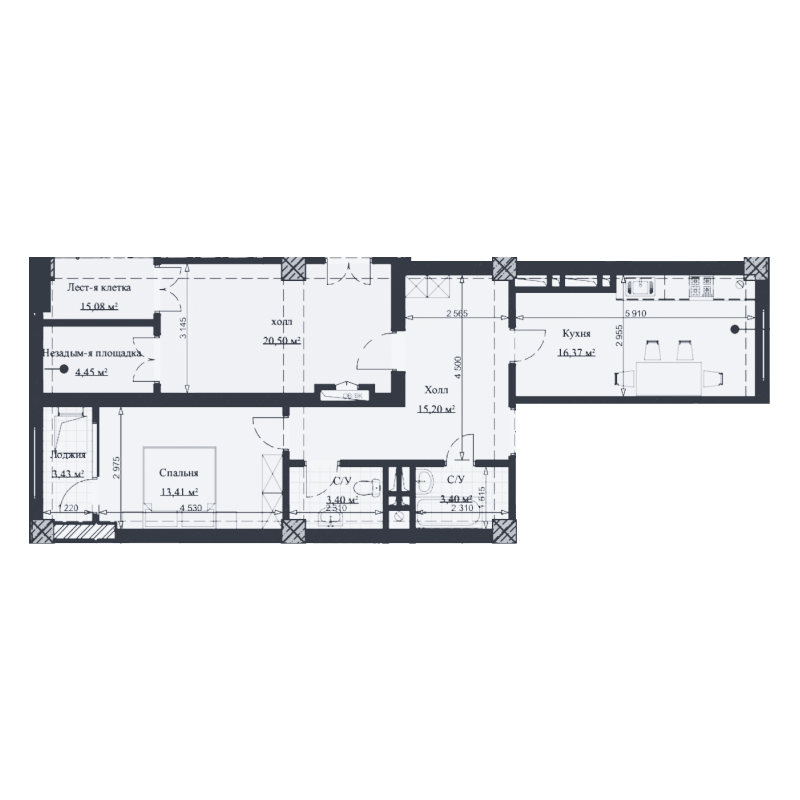 Лест-я клетка
15,08 м²
Незадым-я площадка
4,45 м²
3 145
холл
20,50 м²
2 565
4 500
Холл
15,20 м²
5 910
2 955
Кухня
16,37 м²
Лоджия
3,43 м²
1 220
2 975
Спальня
13,41 м²
4 530
С/У
3,40 м²
2 510
С/У
3,40 м²
2 310
1 615